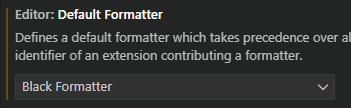 Editor: Default Formatter
Defines a default formatter which takes precedence over al
identifier of an extension contributing a formatter.
Black Formatter